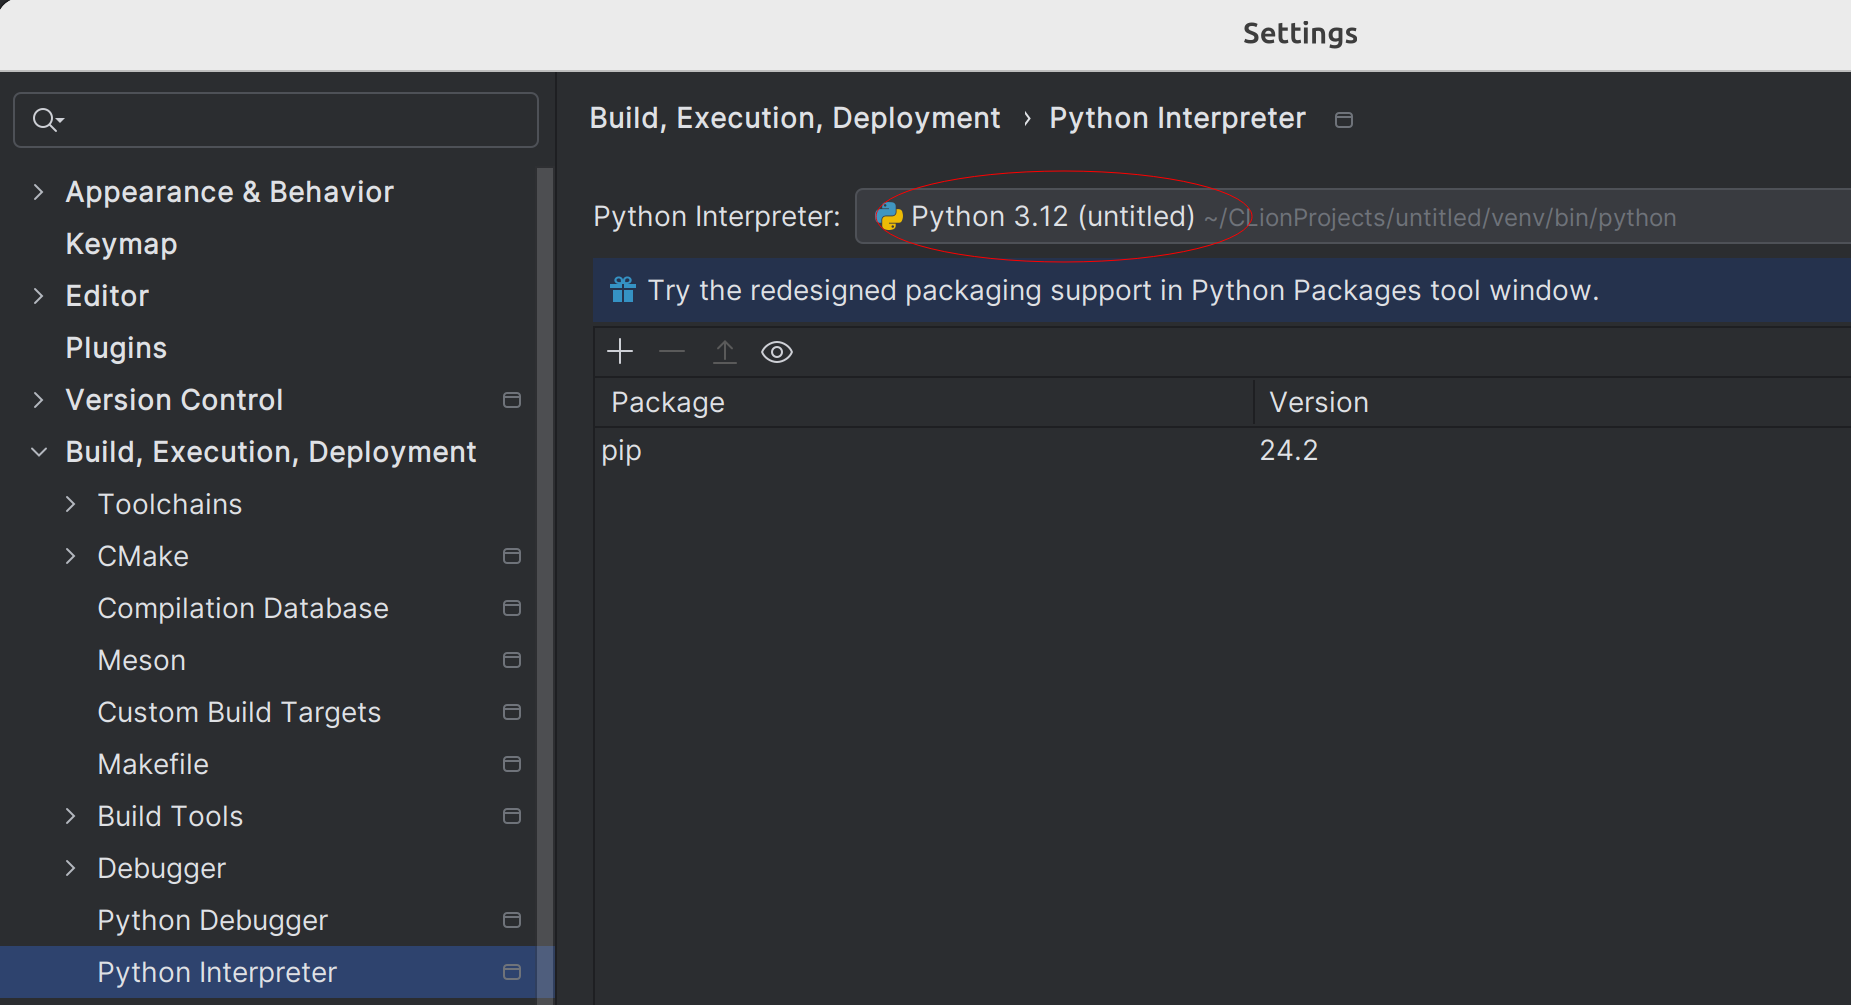 Settings
Appearance & Behavior
Keymap
Editor
Plugins
Version Control
Build, Execution, Deployment
Toolchains
CMake
Compilation Database
Meson
Custom Build Targets
Makefile
Build Tools
Debugger
Python Debugger
Python Interpreter
Build, Execution, Deployment › Python Interpreter
Python Interpreter: Python 3.12 (untitled) ~/CLionProjects/untitled/venv/bin/python
Try the redesigned packaging support in Python Packages tool window.
Package Version
pip 24.2